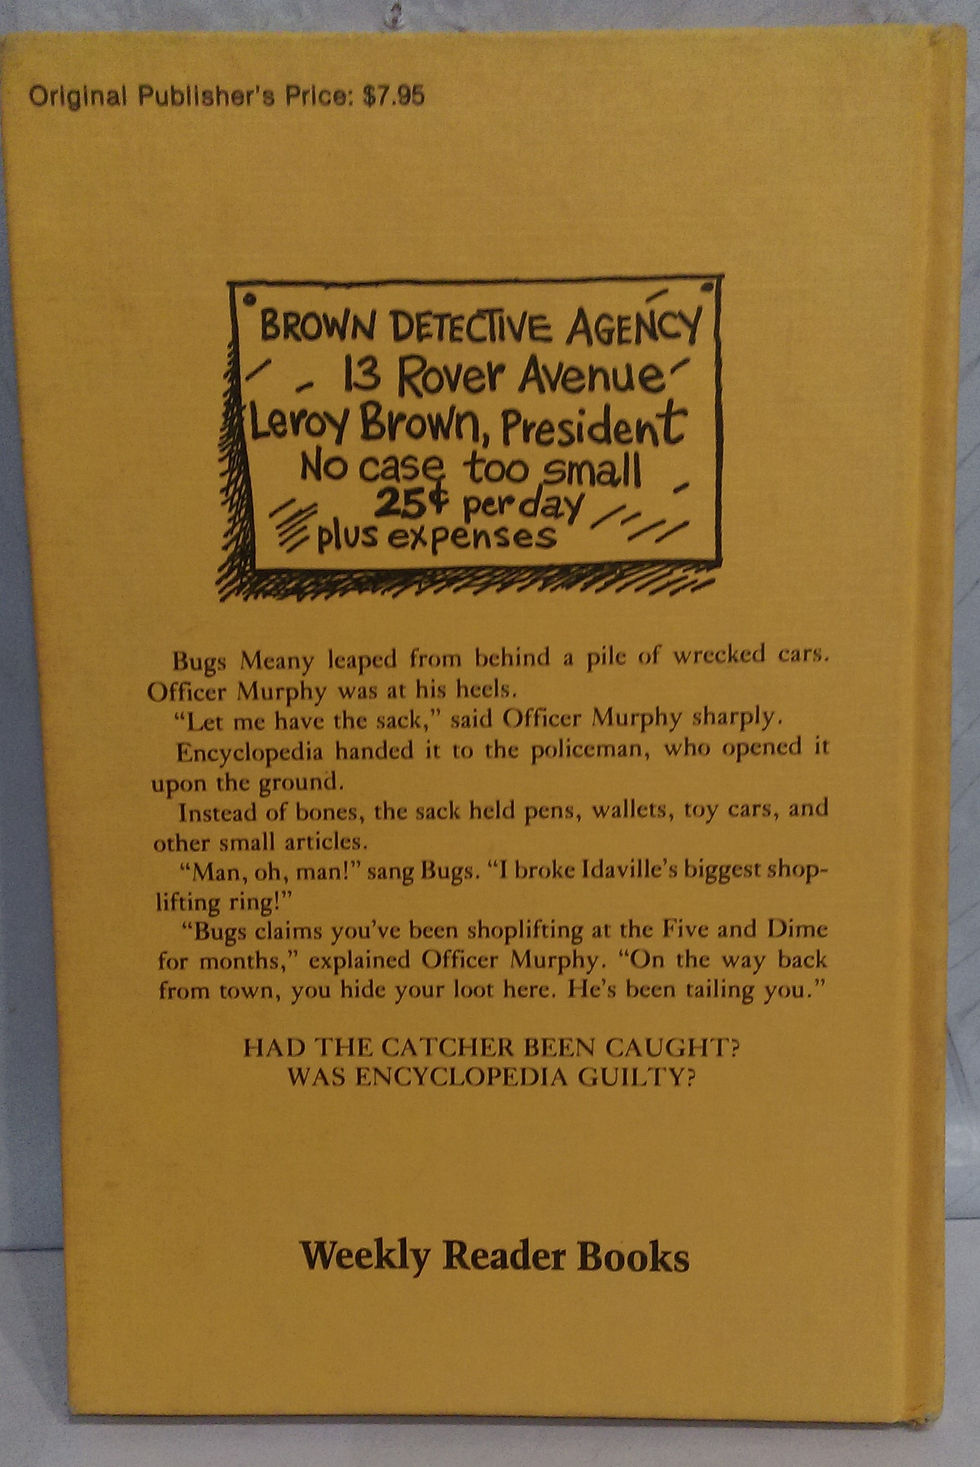 Original Publisher's Price: $7.95
BROWN DETECTIVE AGENCY
13 Rover Avenue
Leroy Brown, President
No case too small
25¢ per day
plus expenses
Bugs Meany leaped from behind a pile of wrecked cars.
Officer Murphy was at his heels.
“Let me have the sack,” said Officer Murphy sharply.
Encyclopedia handed it to the policeman, who opened it
upon the ground.
Instead of bones, the sack held pens, wallets, toy cars, and
other small articles.
“Man, oh, man!” sang Bugs. “I broke Idaville’s biggest shop-
lifting ring!”
“Bugs claims you’ve been shoplifting at the Five and Dime
for months,” explained Officer Murphy. “On the way back
from town, you hide your loot here. He’s been tailing you.”
HAD THE CATCHER BEEN CAUGHT?
WAS ENCYCLOPEDIA GUILTY?
Weekly Reader Books